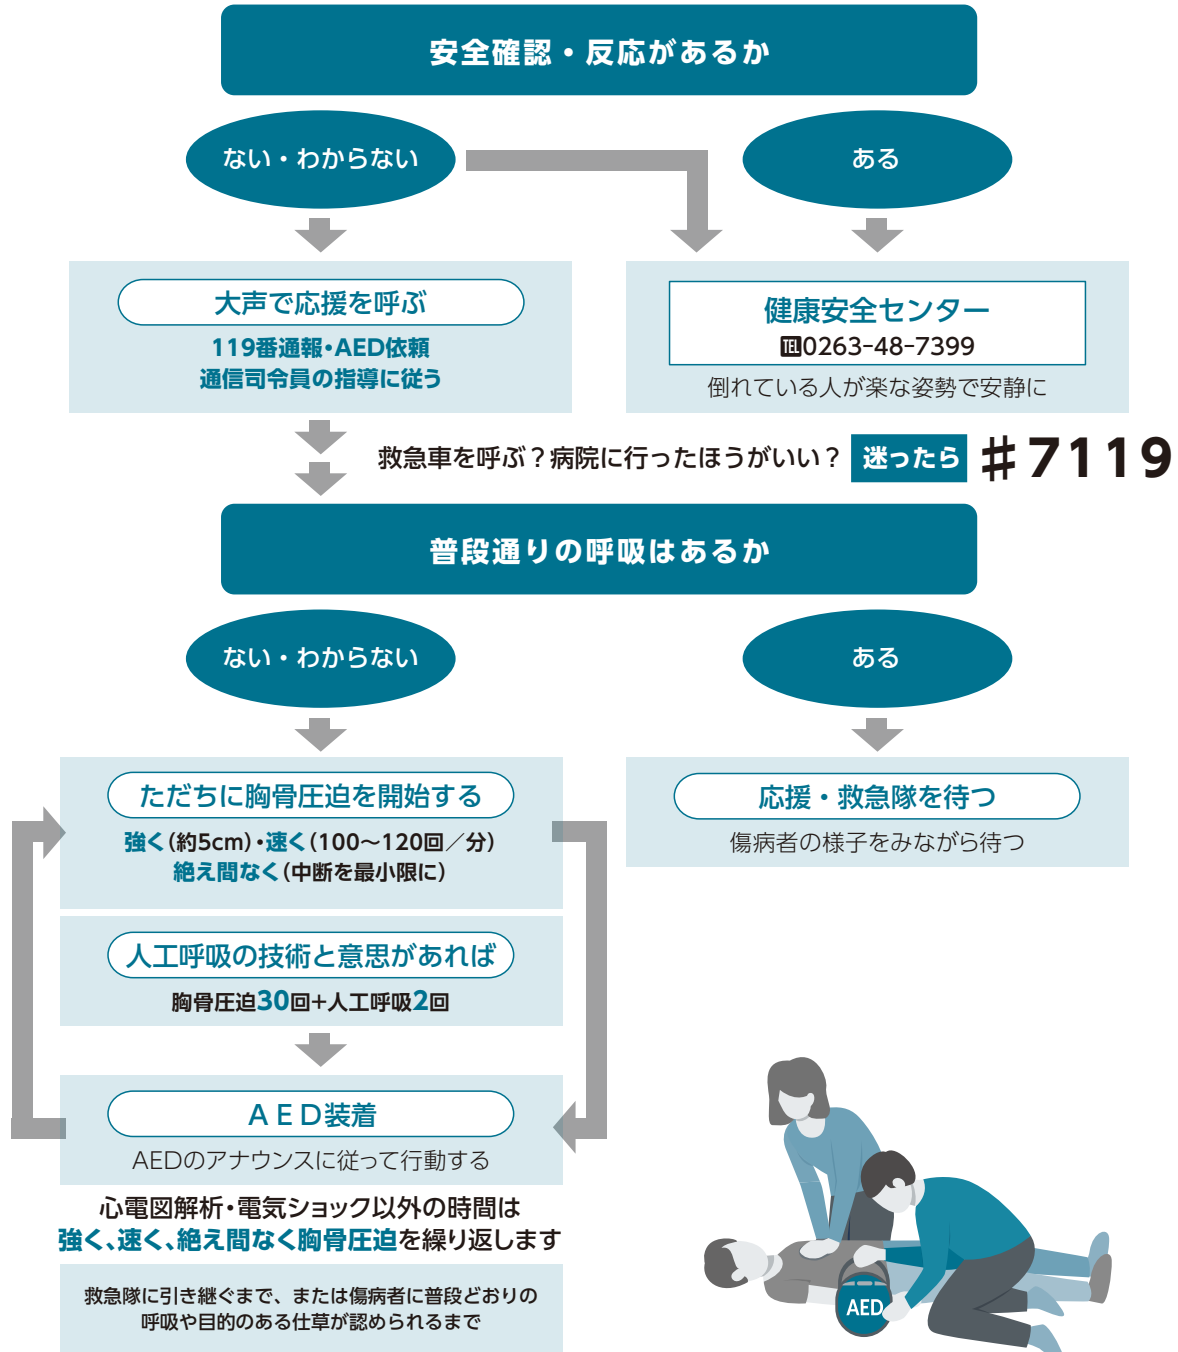 安全確認・反応があるか
ない・わからない
ある
大声で応援を呼ぶ
119番通報・AED依頼
通信司令員の指導に従う
健康安全センター
℡0263-48-7399
倒れている人が楽な姿勢で安静に
救急車を呼ぶ？病院に行ったほうがいい？ 迷ったら ＃7119
普段通りの呼吸はあるか
ない・わからない
ある
ただちに胸骨圧迫を開始する
強く（約5cm）・速く（100〜120回／分）
絶え間なく（中断を最小限に）
応援・救急隊を待つ
傷病者の様子をみながら待つ
人工呼吸の技術と意思があれば
胸骨圧迫30回+人工呼吸2回
ＡＥＤ装着
AEDのアナウンスに従って行動する
心電図解析・電気ショック以外の時間は
強く、速く、絶え間なく胸骨圧迫を繰り返します
救急隊に引き継ぐまで、または傷病者に普段どおりの
呼吸や目的のある仕草が認められるまで
AED